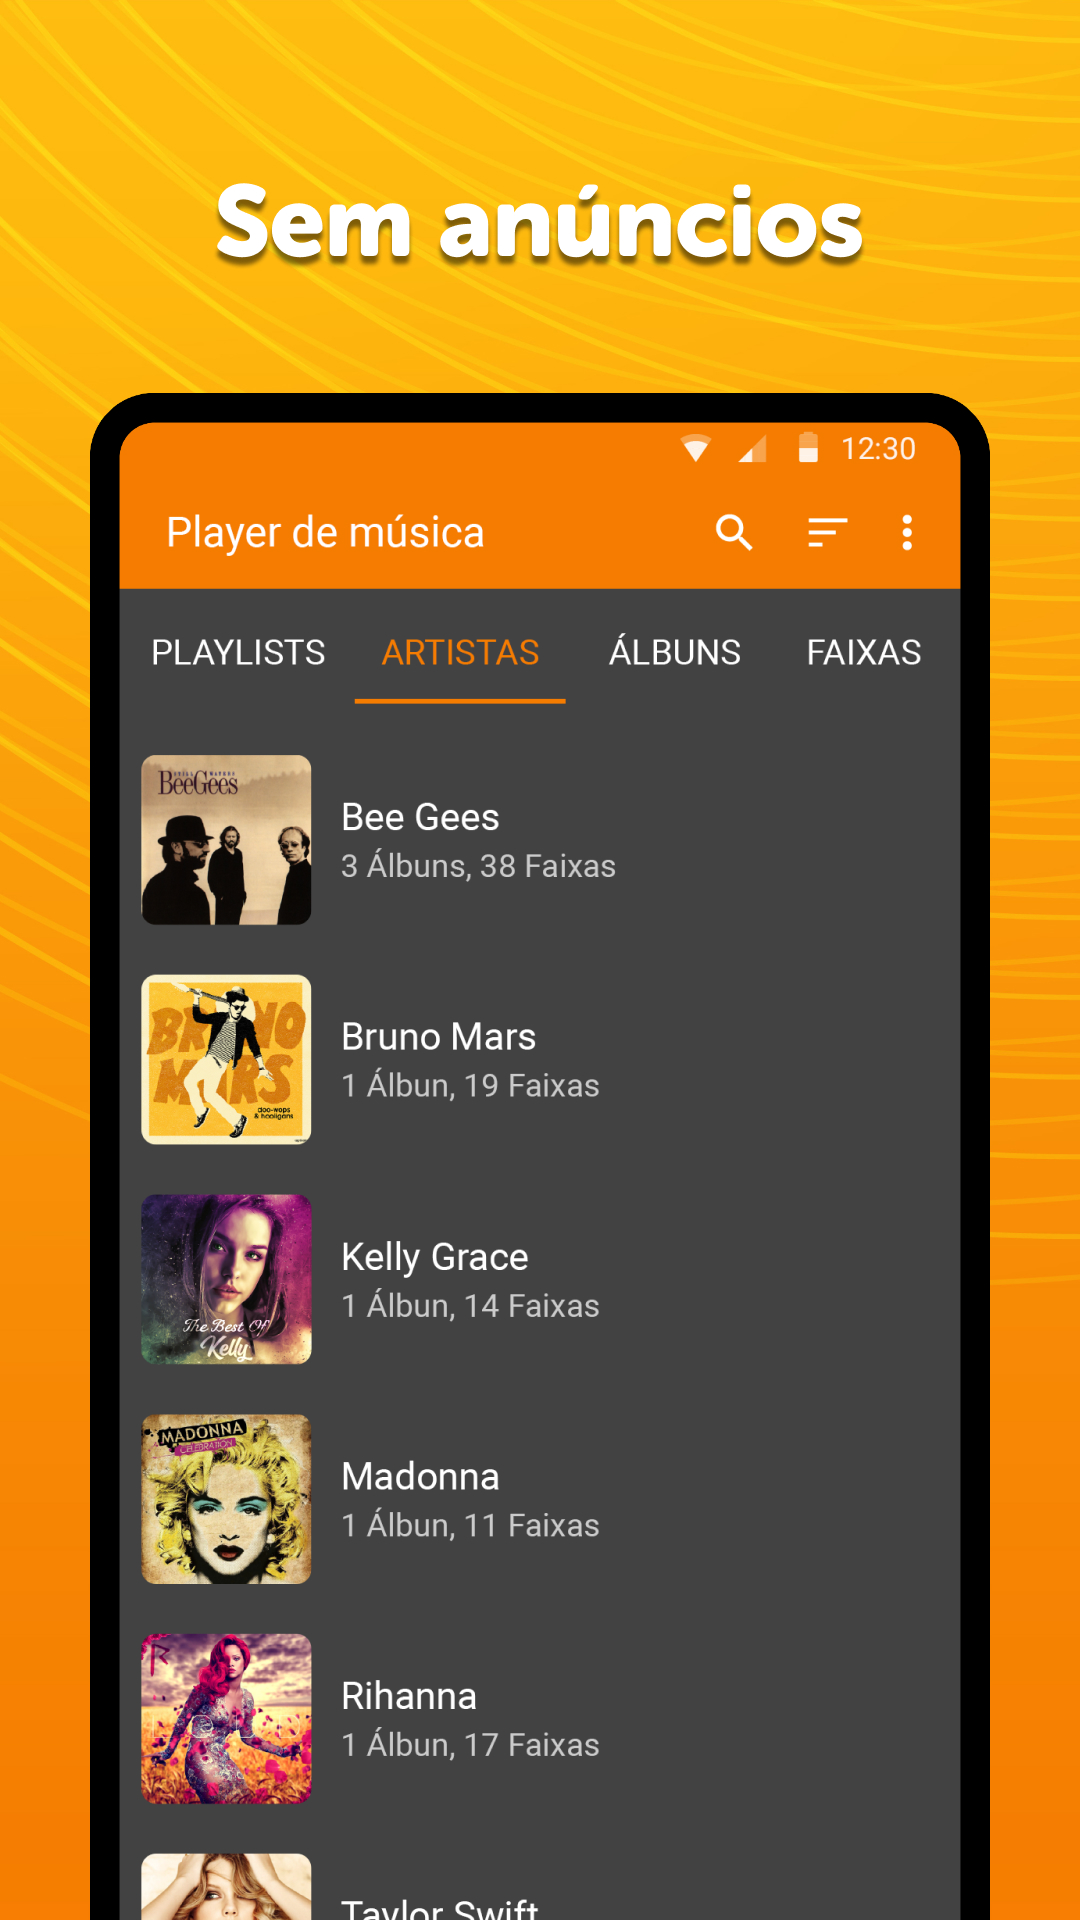 Sem anúncios
12:30
Player de música
PLAYLISTS ARTISTAS ÁLBUNS FAIXAS
BeeGees
Bee Gees
3 Álbuns, 38 Faixas
BRUNO
MARS
doo-wops
& hooligans
Bruno Mars
1 Álbun, 19 Faixas
The Best Of
Kelly
Kelly Grace
1 Álbun, 14 Faixas
MADONNA
CELEBRATION
Madonna
1 Álbun, 11 Faixas
R
Rihanna
1 Álbun, 17 Faixas
Taylor Swift